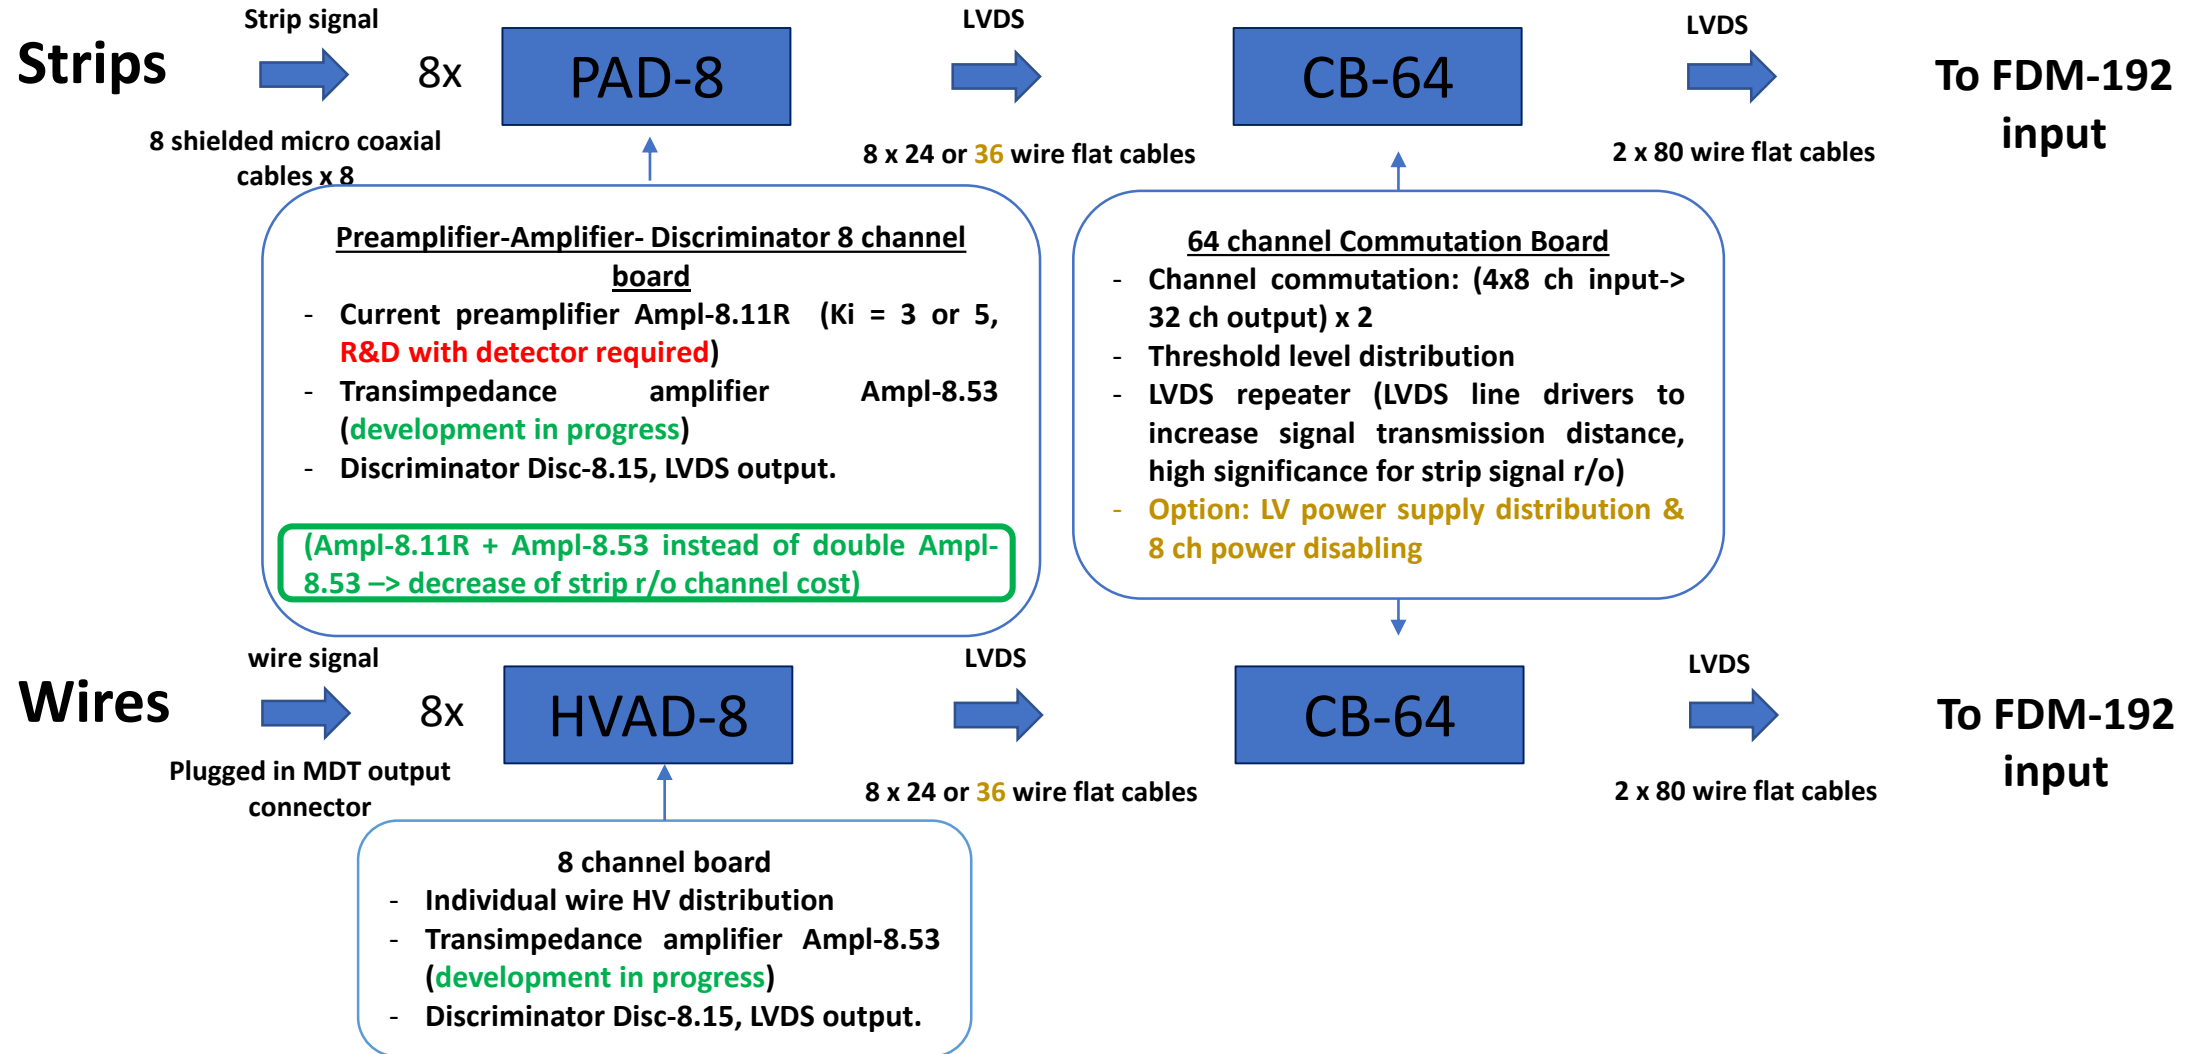 Strip signal
LVDS
LVDS
Strips
8x
PAD-8
CB-64
To FDM-192
input
8 shielded micro coaxial
cables x 8
8 x 24 or 36 wire flat cables
2 x 80 wire flat cables
Preamplifier-Amplifier- Discriminator 8 channel
board
- Current preamplifier Ampl-8.11R (Ki = 3 or 5,
R&D with detector required)
- Transimpedance amplifier Ampl-8.53
(development in progress)
- Discriminator Disc-8.15, LVDS output.
(Ampl-8.11R + Ampl-8.53 instead of double Ampl-
8.53 –> decrease of strip r/o channel cost)
64 channel Commutation Board
- Channel commutation: (4x8 ch input->
32 ch output) x 2
- Threshold level distribution
- LVDS repeater (LVDS line drivers to
increase signal transmission distance,
high significance for strip signal r/o)
- Option: LV power supply distribution &
8 ch power disabling
wire signal
LVDS
LVDS
Wires
8x
HVAD-8
CB-64
To FDM-192
input
Plugged in MDT output
connector
8 x 24 or 36 wire flat cables
2 x 80 wire flat cables
8 channel board
- Individual wire HV distribution
- Transimpedance amplifier Ampl-8.53
(development in progress)
- Discriminator Disc-8.15, LVDS output.